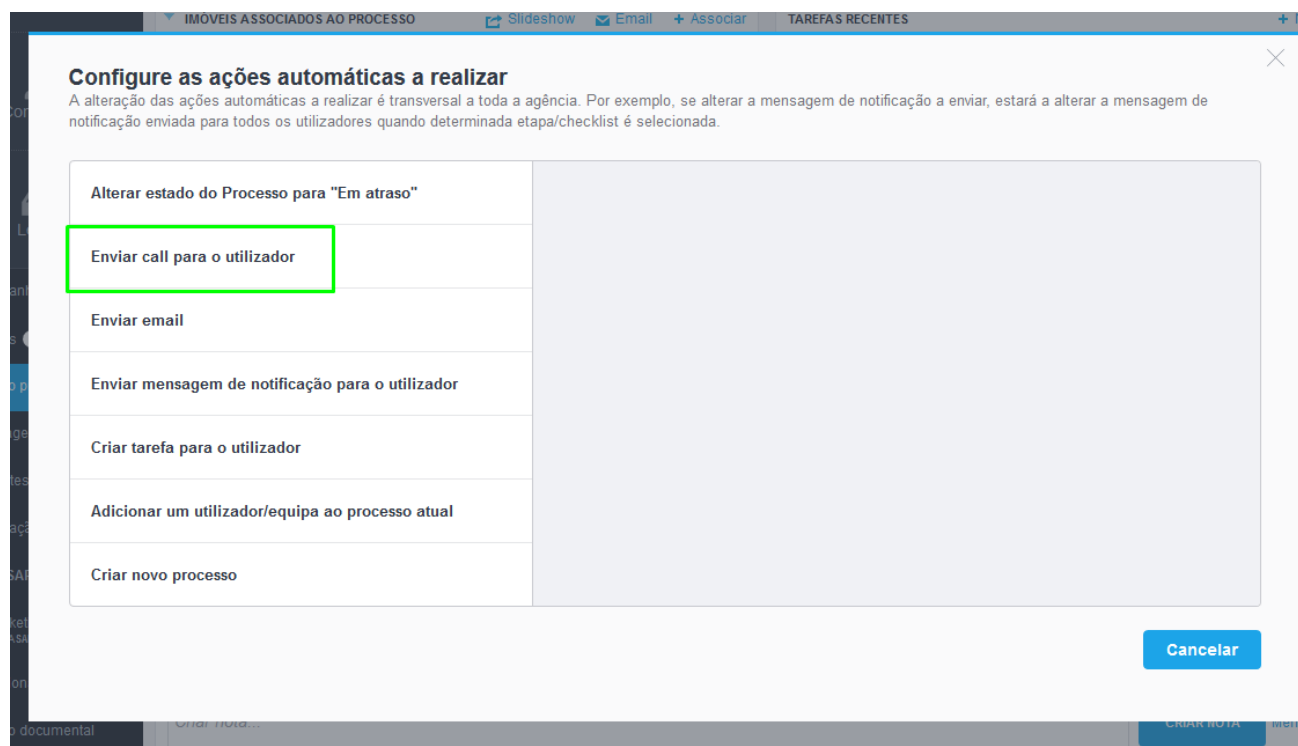 IMÓVEIS ASSOCIADOS AO PROCESSO Slideshow Email + Associar TAREFAS RECENTES +
Configure as ações automáticas a realizar
A alteração das ações automáticas a realizar é transversal a toda a agência. Por exemplo, se alterar a mensagem de notificação a enviar, estará a alterar a mensagem de
notificação enviada para todos os utilizadores quando determinada etapa/checklist é selecionada.
Alterar estado do Processo para "Em atraso"
Enviar call para o utilizador
Enviar email
Enviar mensagem de notificação para o utilizador
Criar tarefa para o utilizador
Adicionar um utilizador/equipa ao processo atual
Criar novo processo
Cancelar
documental
Criar nota...
CRIAR NOTA